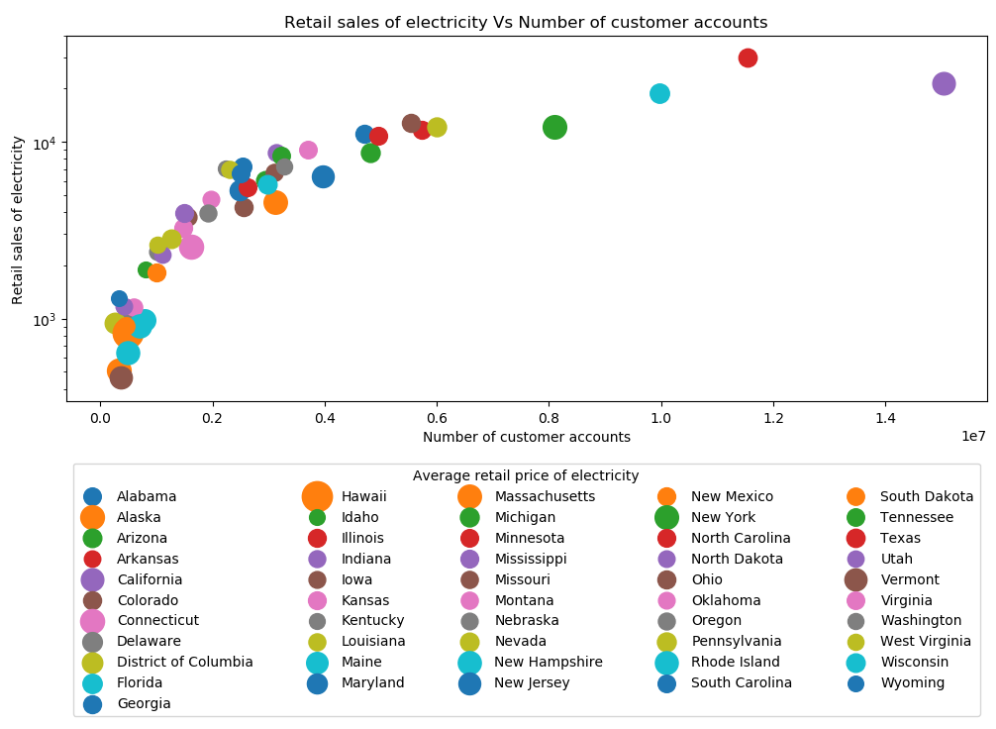 Retail sales of electricity Vs Number of customer accounts
Retail sales of electricity
10^4
10^3
0.0 0.2 0.4 0.6 0.8 1.0 1.2 1.4
1e7
Number of customer accounts
Average retail price of electricity
Alabama Hawaii Massachusetts New Mexico South Dakota
Alaska Idaho Michigan New York Tennessee
Arizona Illinois Minnesota North Carolina Texas
Arkansas Indiana Mississippi North Dakota Utah
California Iowa Missouri Ohio Vermont
Colorado Kansas Montana Oklahoma Virginia
Connecticut Kentucky Nebraska Oregon Washington
Delaware Louisiana Nevada Pennsylvania West Virginia
District of Columbia Maine New Hampshire Rhode Island Wisconsin
Florida Maryland New Jersey South Carolina Wyoming
Georgia